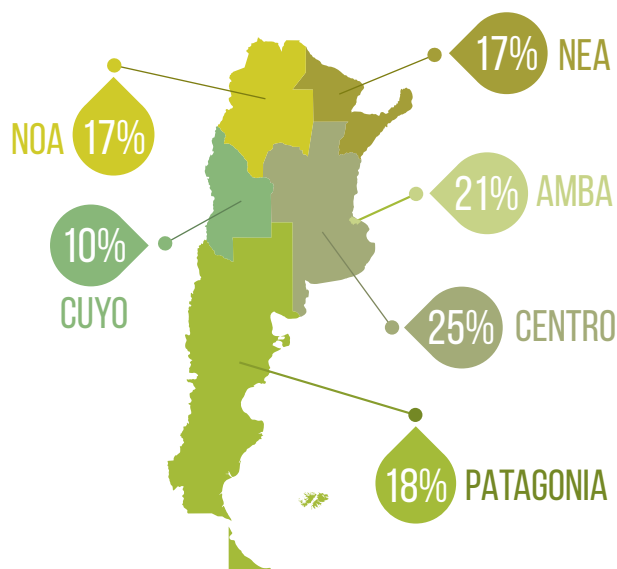 17% NEA
NOA 17%
21% AMBA
10%
CUYO
25% CENTRO
18% PATAGONIA